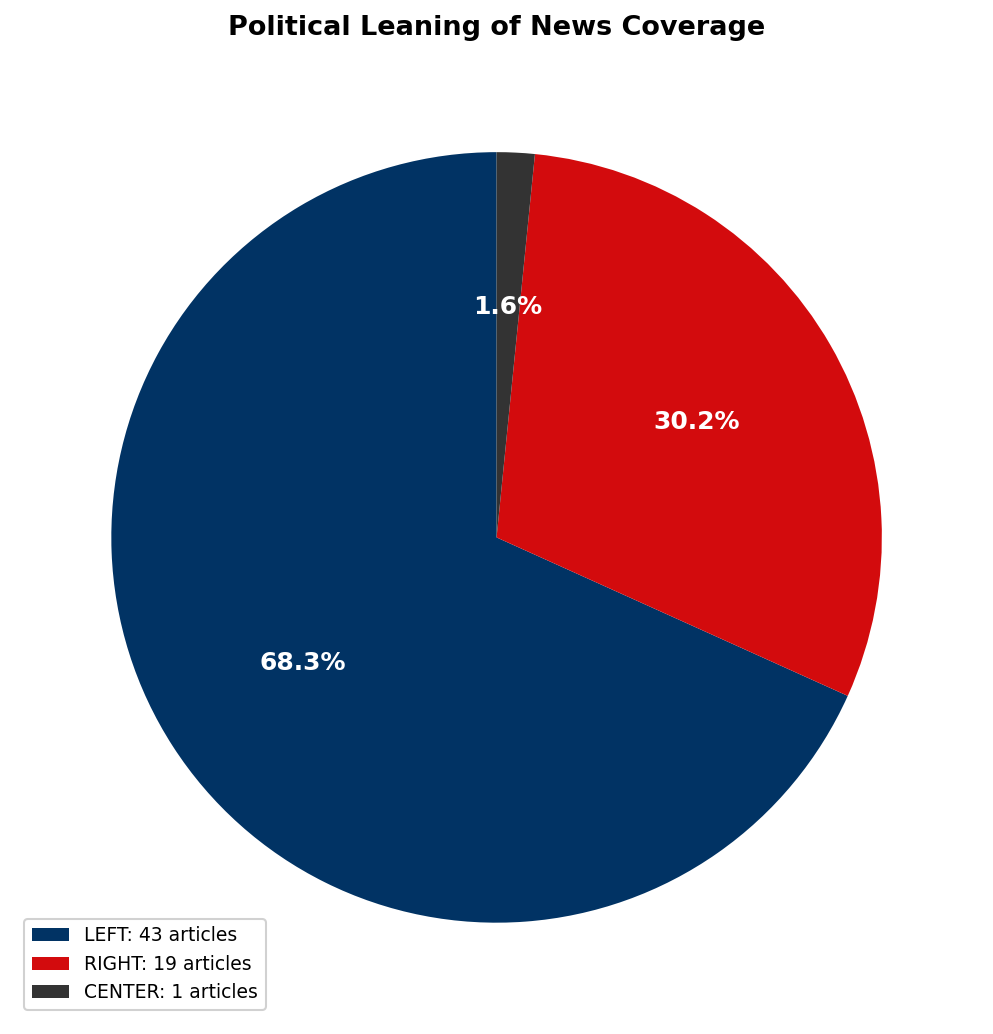 Political Leaning of News Coverage
1.6%
30.2%
68.3%
LEFT: 43 articles
RIGHT: 19 articles
CENTER: 1 articles